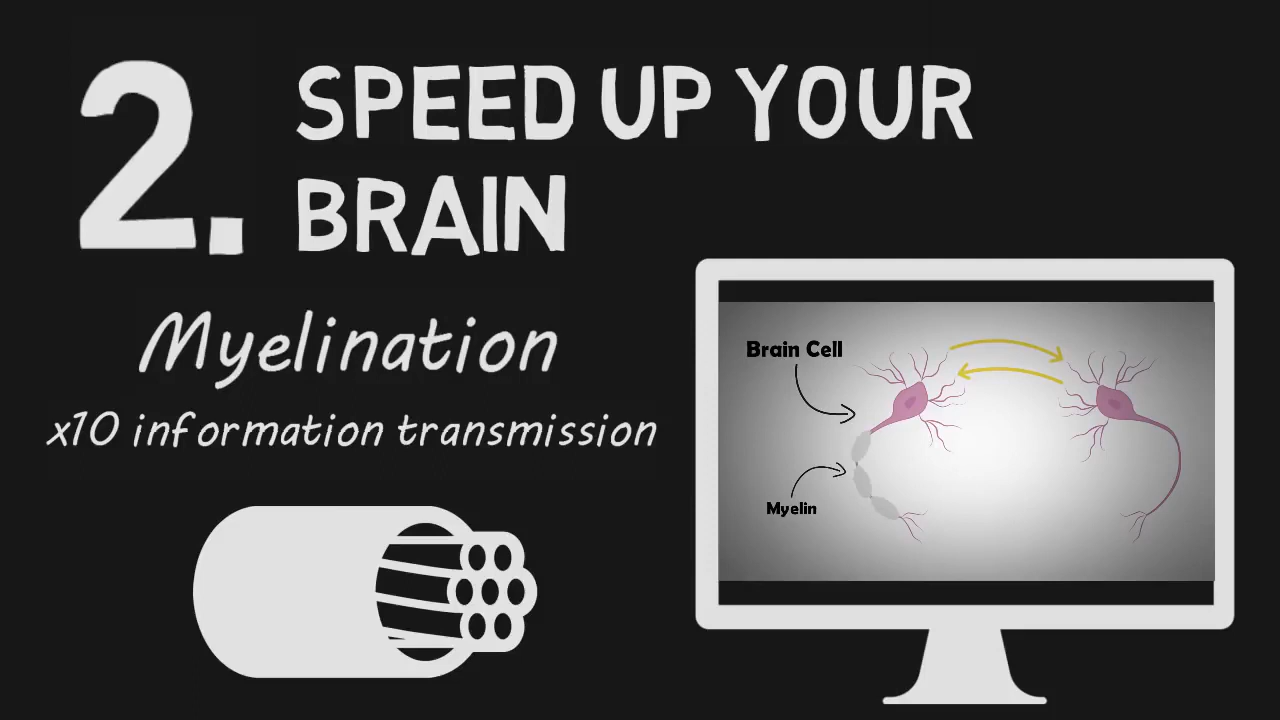 2. SPEED UP YOUR
BRAIN
Myelination
x10 information transmission
Brain Cell
Myelin